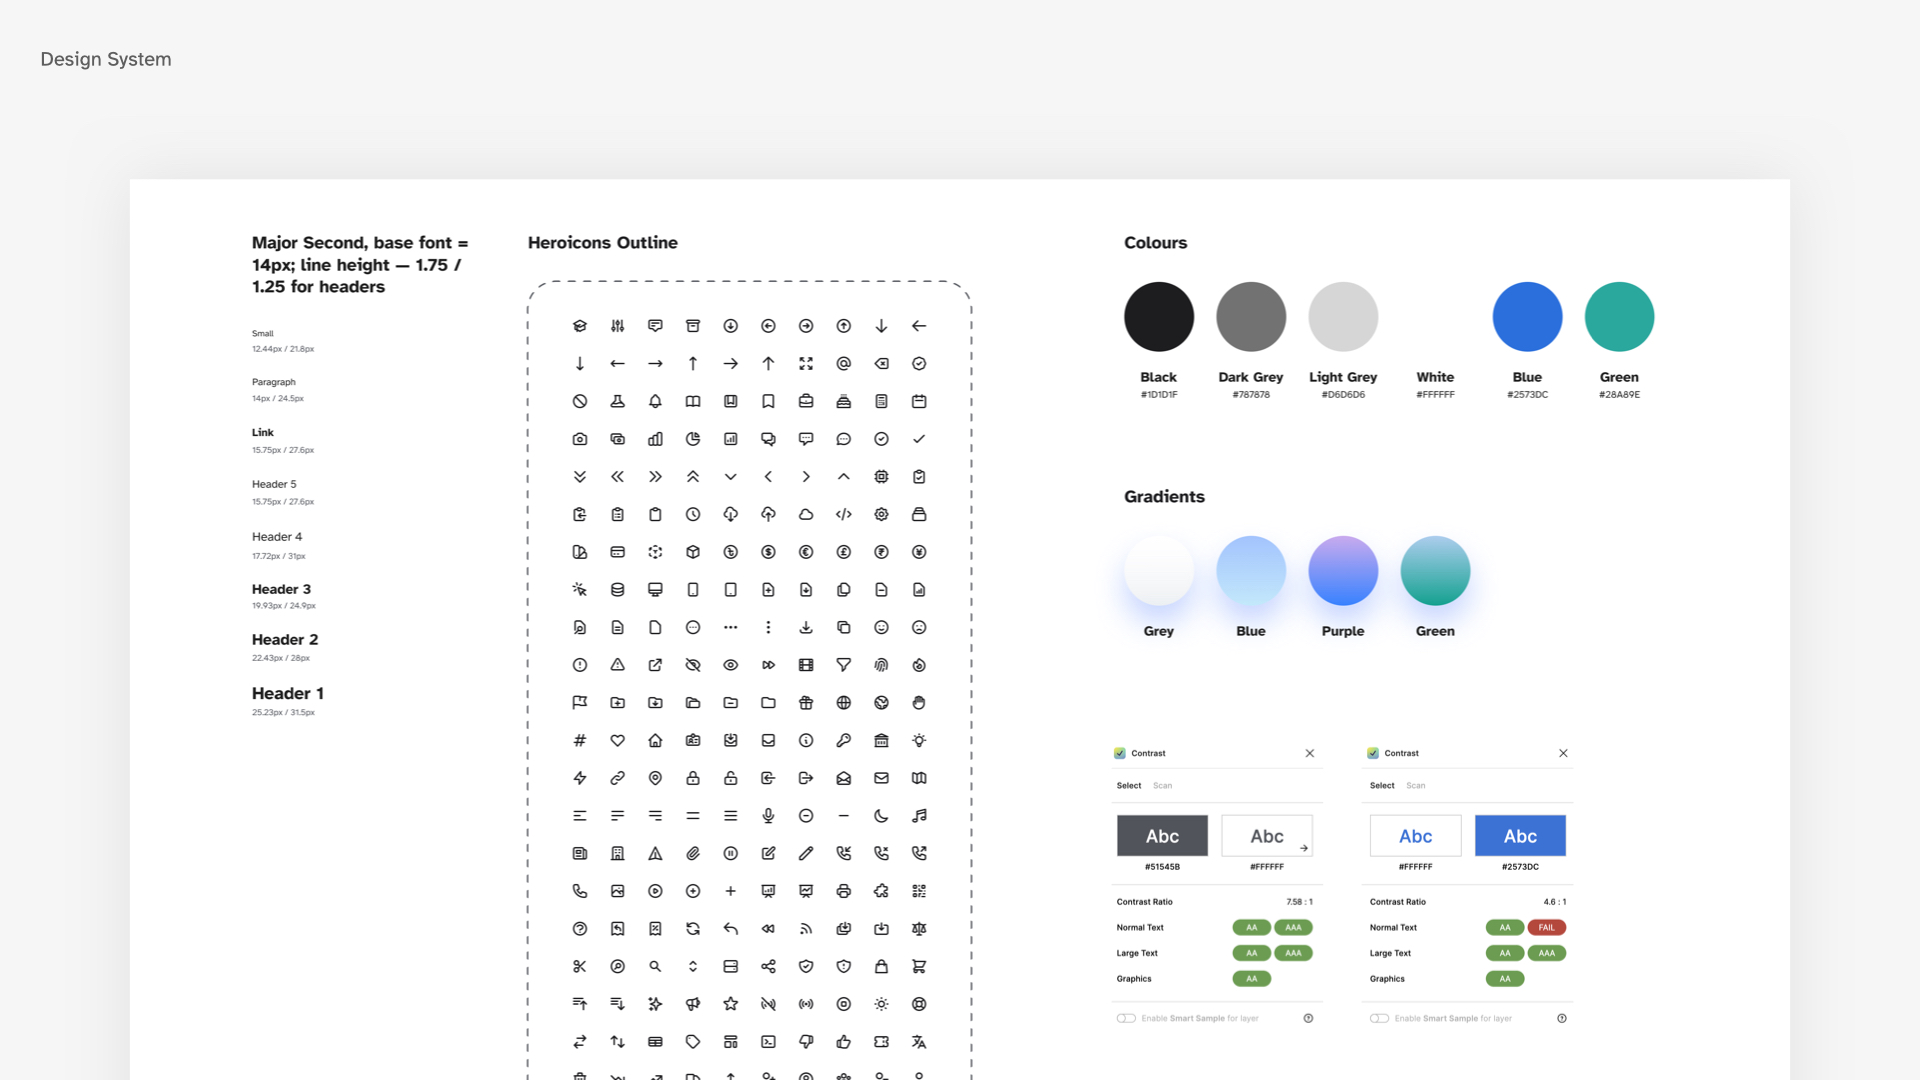 Design System
Major Second, base font =
14px; line height — 1.75 /
1.25 for headers
Small
12.44px / 21.8px
Paragraph
14px / 24.5px
Link
15.75px / 27.6px
Header 5
15.75px / 27.6px
Header 4
17.72px / 31px
Header 3
19.93px / 24.9px
Header 2
22.43px / 28px
Header 1
25.23px / 31.5px
Heroicons Outline
Colours
Black
#1D1D1F
Dark Grey
#787878
Light Grey
#D6D6D6
White
#FFFFFF
Blue
#2573DC
Green
#28A89E
Gradients
Grey
Blue
Purple
Green
Contrast
Select Scan
Abc Abc
#51545B #FFFFFF
Contrast Ratio 7.58 : 1
Normal Text AA AAA
Large Text AA AAA
Graphics AA
Enable Smart Sample for layer
Contrast
Select Scan
Abc Abc
#FFFFFF #2573DC
Contrast Ratio 4.6 : 1
Normal Text AA FAIL
Large Text AA AAA
Graphics AA
Enable Smart Sample for layer